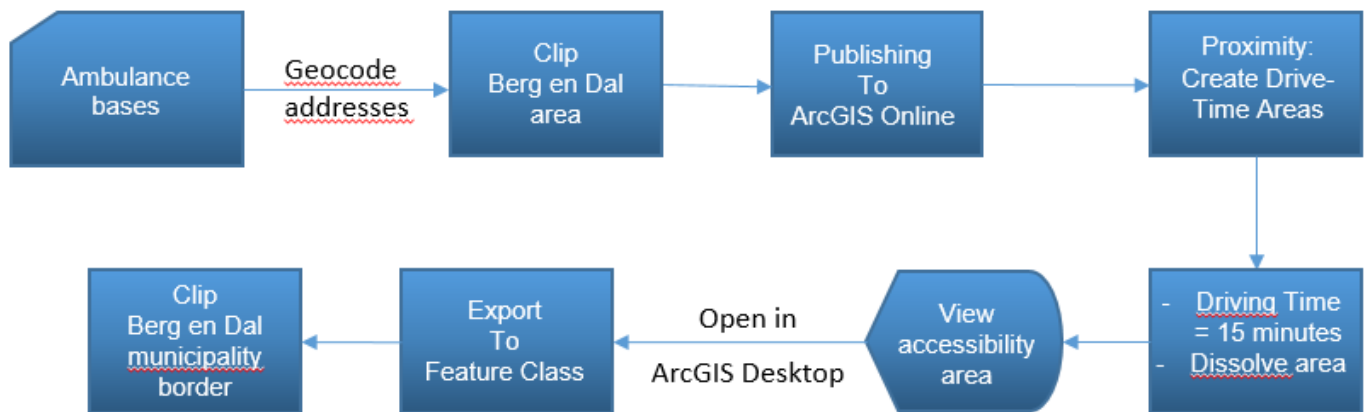 Ambulance
bases
Geocode
addresses
Clip
Berg en Dal
area
Publishing
To
ArcGIS Online
Proximity:
Create Drive-
Time Areas
- Driving Time
= 15 minutes
- Dissolve area
View
accessibility
area
Open in
ArcGIS Desktop
Export
To
Feature Class
Clip
Berg en Dal
municipality
border